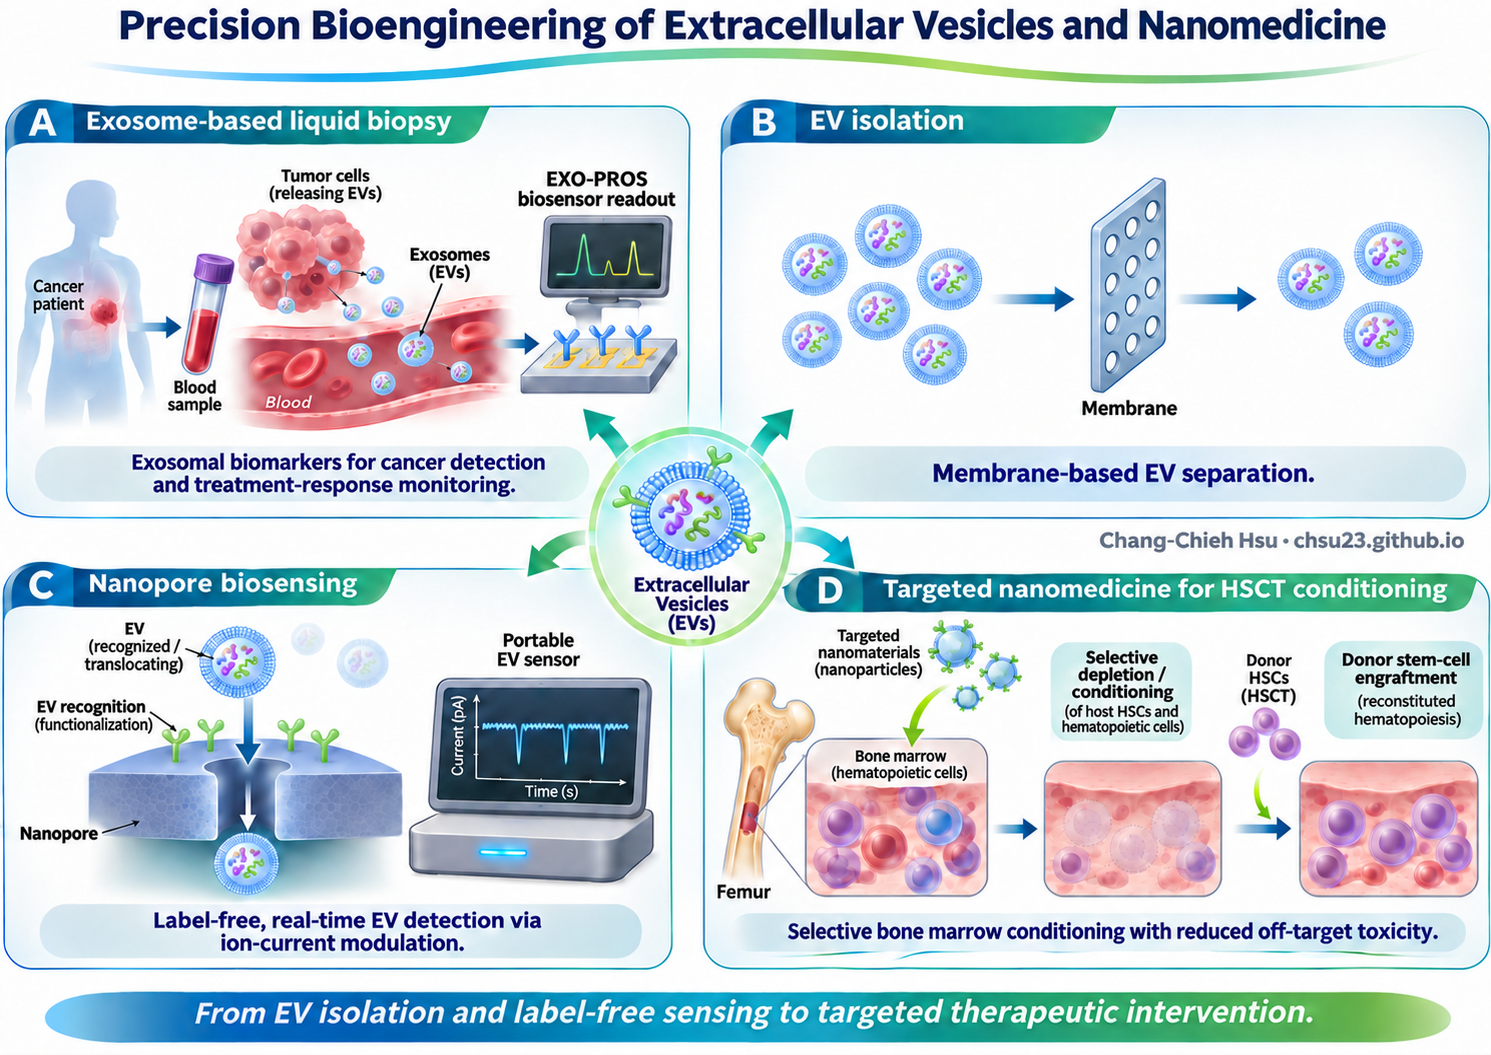 Precision Bioengineering of Extracellular Vesicles and Nanomedicine
A
Exosome-based liquid biopsy
Cancer
patient
Blood
sample
Tumor cells
(releasing EVs)
Exosomes
(EVs)
Blood
EXO-PROS
biosensor readout
Exosomal biomarkers for cancer detection
and treatment-response monitoring.
B
EV isolation
Membrane
Membrane-based EV separation.
Chang-Chieh Hsu • chsu23.github.io
Extracellular
Vesicles
(EVs)
C
Nanopore biosensing
EV
(recognized /
translocating)
EV recognition
(functionalization)
Nanopore
Portable
EV sensor
Current (pA)
Time (s)
Label-free, real-time EV detection via
ion-current modulation.
D
Targeted nanomedicine for HSCT conditioning
Targeted
nanomaterials
(nanoparticles)
Femur
Bone marrow
(hematopoietic cells)
Selective
depletion /
conditioning
(of host HSCs and
hematopoietic cells)
Donor
HSCs
(HSCT)
Donor stem-cell
engraftment
(reconstituted
hematopoiesis)
Selective bone marrow conditioning with reduced off-target toxicity.
From EV isolation and label-free sensing to targeted therapeutic intervention.